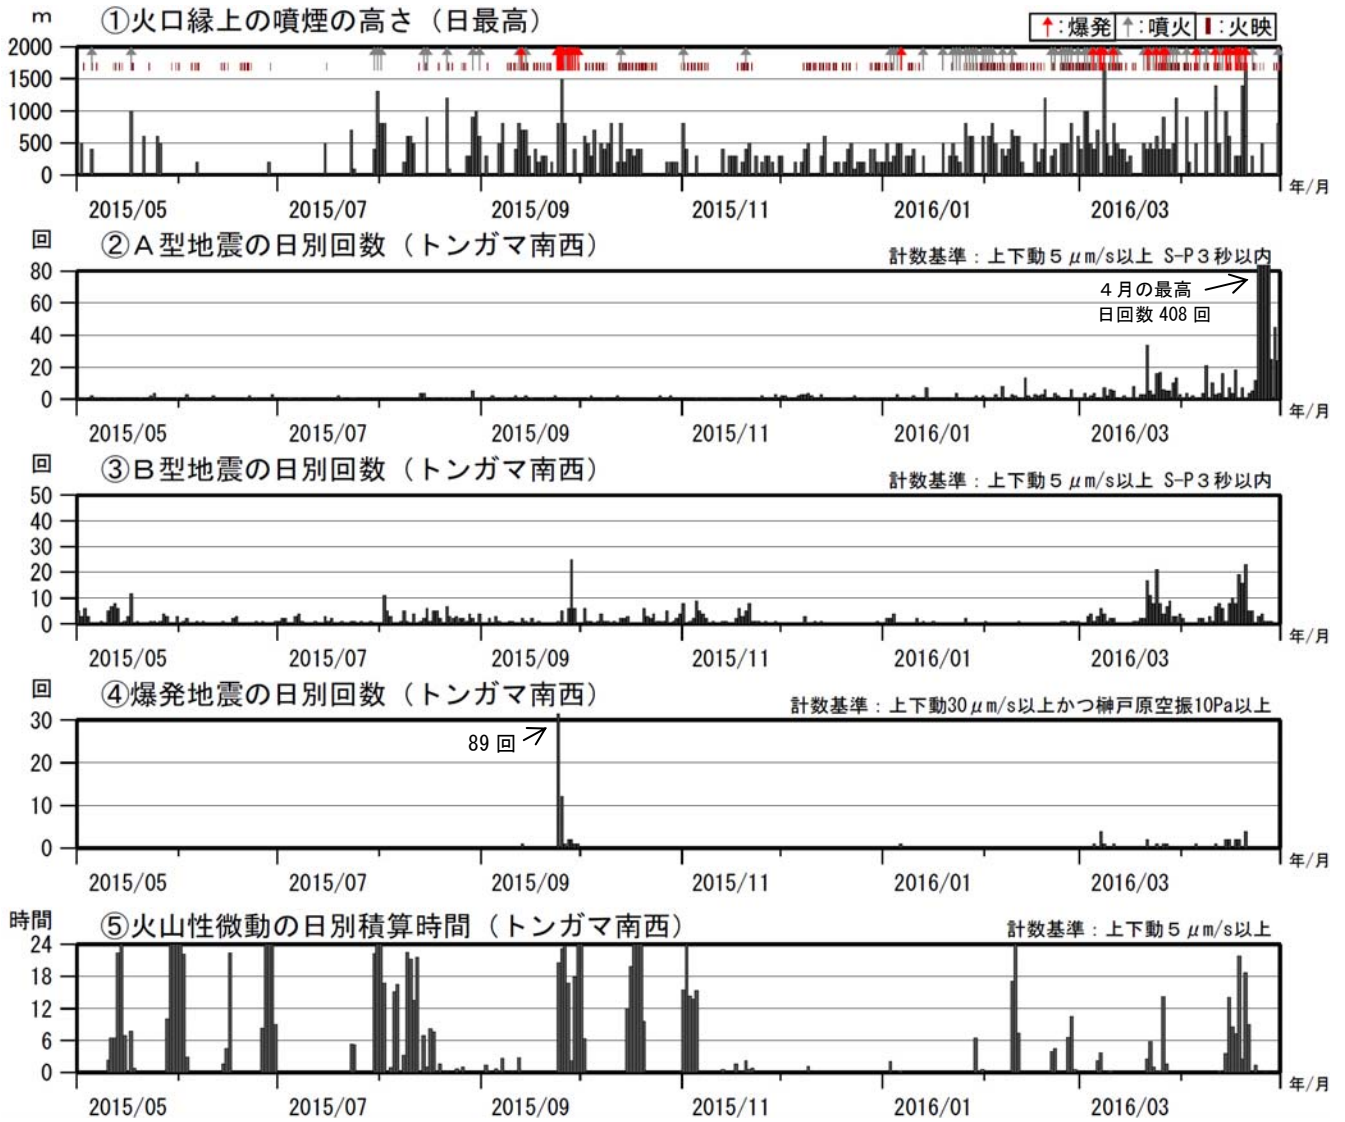 m ①火口縁上の噴煙の高さ（日最高）
↑:爆発 ↑:噴火 ▌:火映
2000
1500
1000
500
0
年/月
2015/05 2015/07 2015/09 2015/11 2016/01 2016/03
回 ②Ａ型地震の日別回数（トンガマ南西）
計数基準：上下動５μm/s以上 S-P３秒以内
80
60
40
20
0
４月の最高
日回数 408 回
年/月
2015/05 2015/07 2015/09 2015/11 2016/01 2016/03
回 ③Ｂ型地震の日別回数（トンガマ南西）
計数基準：上下動５μm/s以上 S-P３秒以内
50
40
30
20
10
0
年/月
2015/05 2015/07 2015/09 2015/11 2016/01 2016/03
回 ④爆発地震の日別回数（トンガマ南西）
計数基準：上下動30μm/s以上かつ榊戸原空振10Pa以上
30
20
10
0
89 回
年/月
2015/05 2015/07 2015/09 2015/11 2016/01 2016/03
時間 ⑤火山性微動の日別積算時間（トンガマ南西）
計数基準：上下動５μm/s以上
24
18
12
6
0
年/月
2015/05 2015/07 2015/09 2015/11 2016/01 2016/03